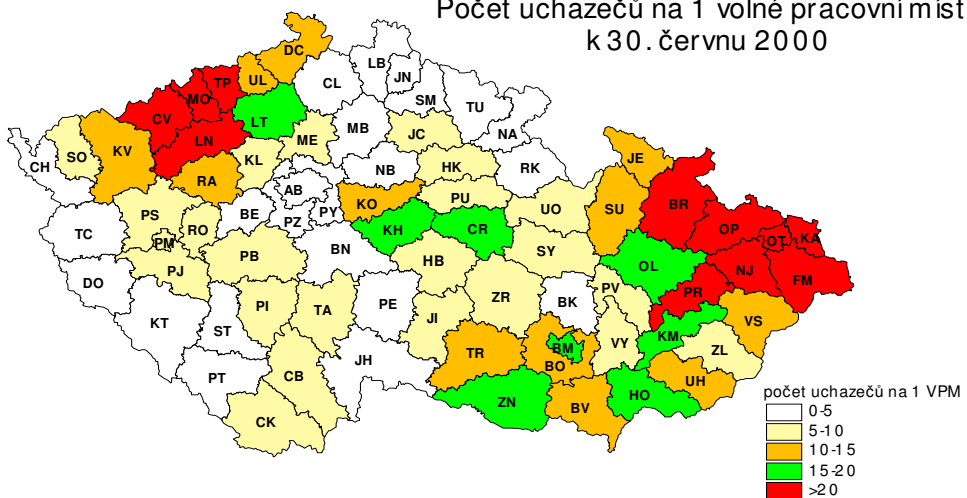 Počet uchazečů na 1 volné pracovní míst
k 30. červnu 2000
DC
LB
TP
UL
CL
JN
MO
SM
TU
CV
LT
MB
JC
NA
LN
ME
SO
KV
KL
JE
CH
RA
NB
HK
RK
AB
BR
PS
BE
PZ
PY
KO
PU
UO
SU
OP
TC
RO
KH
CR
OT
KA
PM
BN
SY
OL
PB
HB
NJ
FM
PJ
DO
PR
PV
PI
TA
PE
ZR
BK
KT
ST
JI
VS
KM
VY
ZL
TR
BM
JH
BO
PT
CB
UH
HO
ZN
BV
CK
počet uchazečů na 1 VPM
0-5
5-10
10-15
15-20
>20